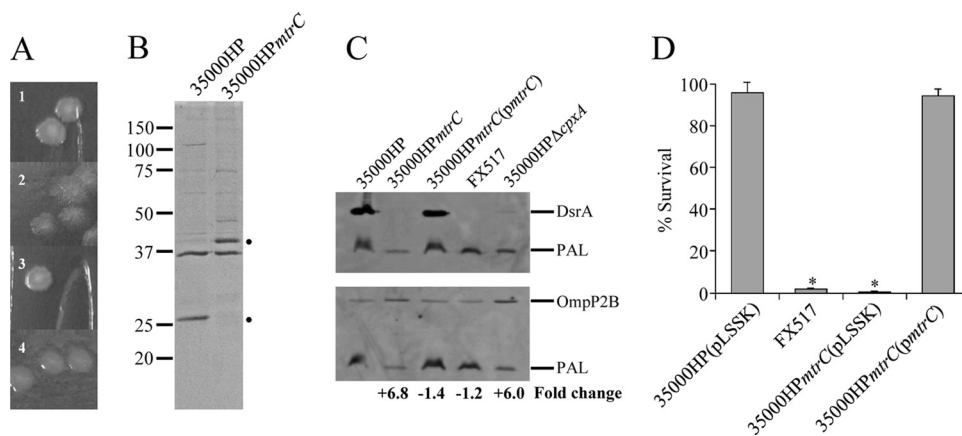 A
1
2
3
4
B
35000HP
35000HPmtrC
150
100
75
50
37
25
20
C
35000HP
35000HPmtrC
35000HPmtrC(pmtrC)
FX517
35000HPΔcpxA
DsrA
PAL
OmpP2B
PAL
+6.8 -1.4 -1.2 +6.0 Fold change
D
% Survival
100
80
60
40
20
0
*
*
35000HP(pLSSK)
FX517
35000HPmtrC(pLSSK)
35000HPmtrC(pmtrC)